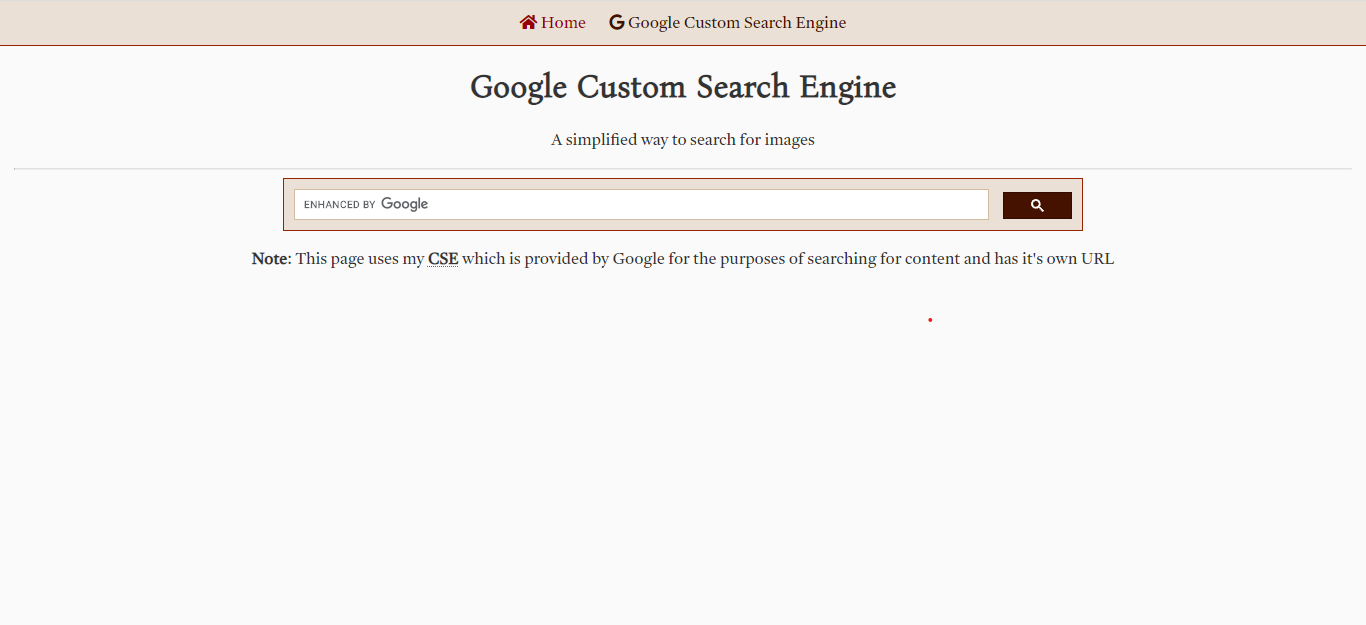 Home Google Custom Search Engine
Google Custom Search Engine
A simplified way to search for images
ENHANCED BY Google
Note: This page uses my CSE which is provided by Google for the purposes of searching for content and has it's own URL